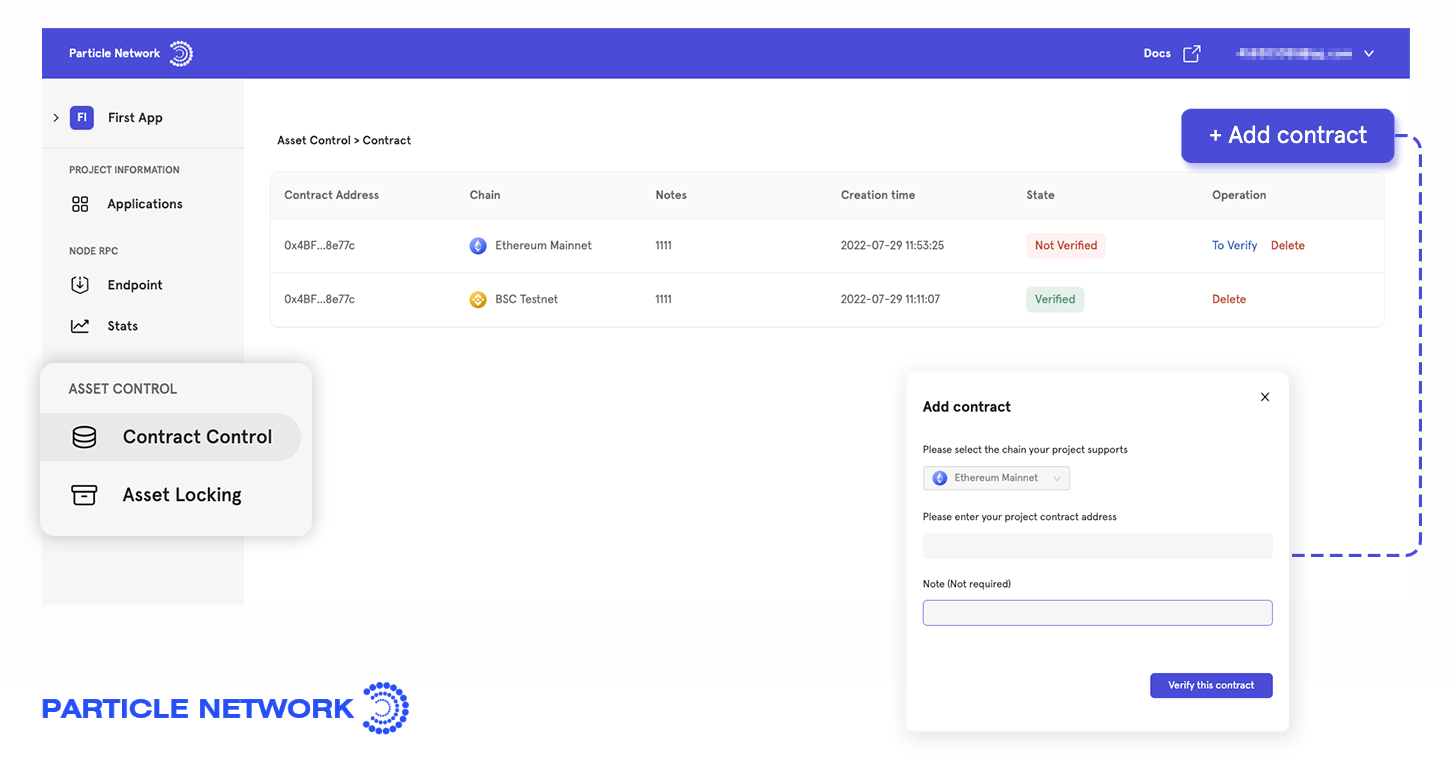 Particle Network
Docs
FI First App
PROJECT INFORMATION
Applications
NODE RPC
Endpoint
Stats
ASSET CONTROL
Contract Control
Asset Locking
Asset Control > Contract
+ Add contract
Contract Address Chain Notes Creation time State Operation
0x4BF...8e77c Ethereum Mainnet 1111 2022-07-29 11:53:25 Not Verified To Verify Delete
0x4BF...8e77c BSC Testnet 1111 2022-07-29 11:11:07 Verified Delete
Add contract
Please select the chain your project supports
Ethereum Mainnet
Please enter your project contract address
Note (Not required)
Verify this contract
PARTICLE NETWORK